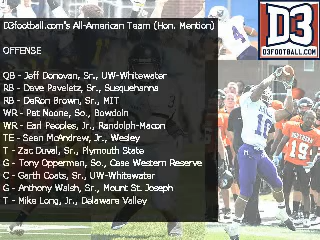 D3football.com's All-American Team (Hon. Mention)
D3
D3FOOTBALL.COM
OFFENSE
QB - Jeff Donovan, Sr., UW-Whitewater
RB - Dave Paveletz, Sr., Susquehanna
RB - DaRon Brown, Sr., MIT
WR - Pat Noone, So., Bowdoin
WR - Earl Peoples, Jr., Randolph-Macon
TE - Sean McAndrew, Jr., Wesley
T - Zac Duval, Sr., Plymouth State
G - Tony Opperman, So., Case Western Reserve
C - Garth Coats, Sr., UW-Whitewater
G - Anthony Walsh, Sr., Mount St. Joseph
T - Mike Long, Jr., Delaware Valley
18
19